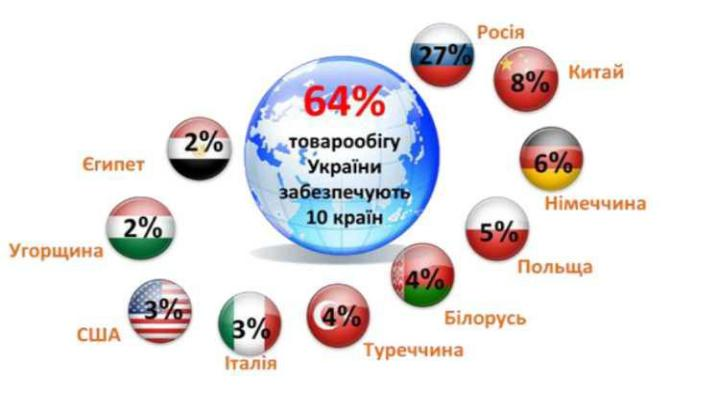 64%
товарообігу
України
забезпечують
10 країн
27%
Росія
8%
Китай
6%
Німеччина
5%
Польща
4%
Білорусь
4%
Туреччина
3%
Італія
3%
США
2%
Угорщина
2%
Єгипет